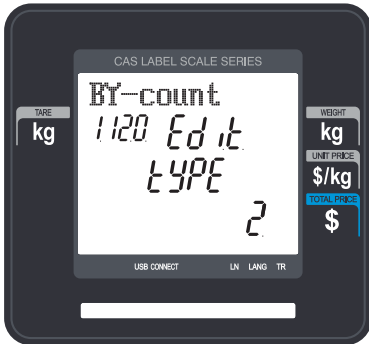 CAS LABEL SCALE SERIES
BY-count
TARE
kg
1120 Edit
tYPE
2
WEIGHT
kg
UNIT PRICE
$/kg
TOTAL PRICE
$
USB CONNECT LN LANG TR